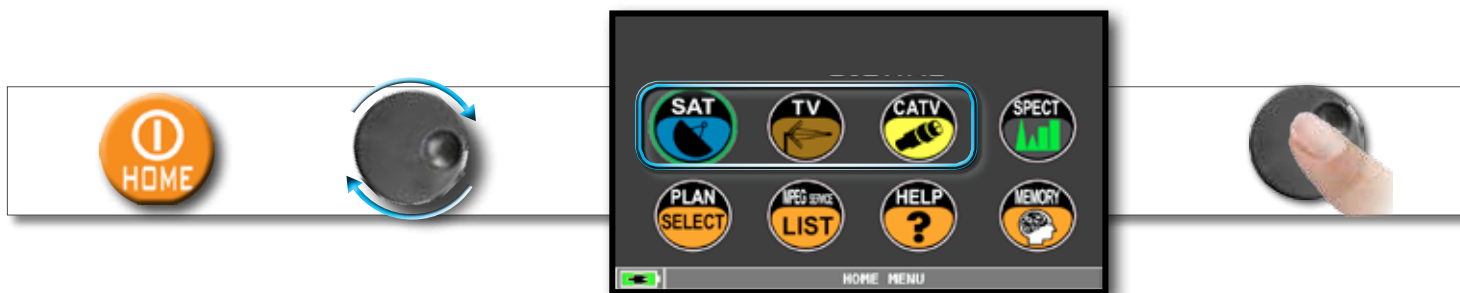 HOME
SAT TV CATV SPECT
PLAN SELECT MPEG SERVICE LIST HELP ? MEMORY
HOME MENU